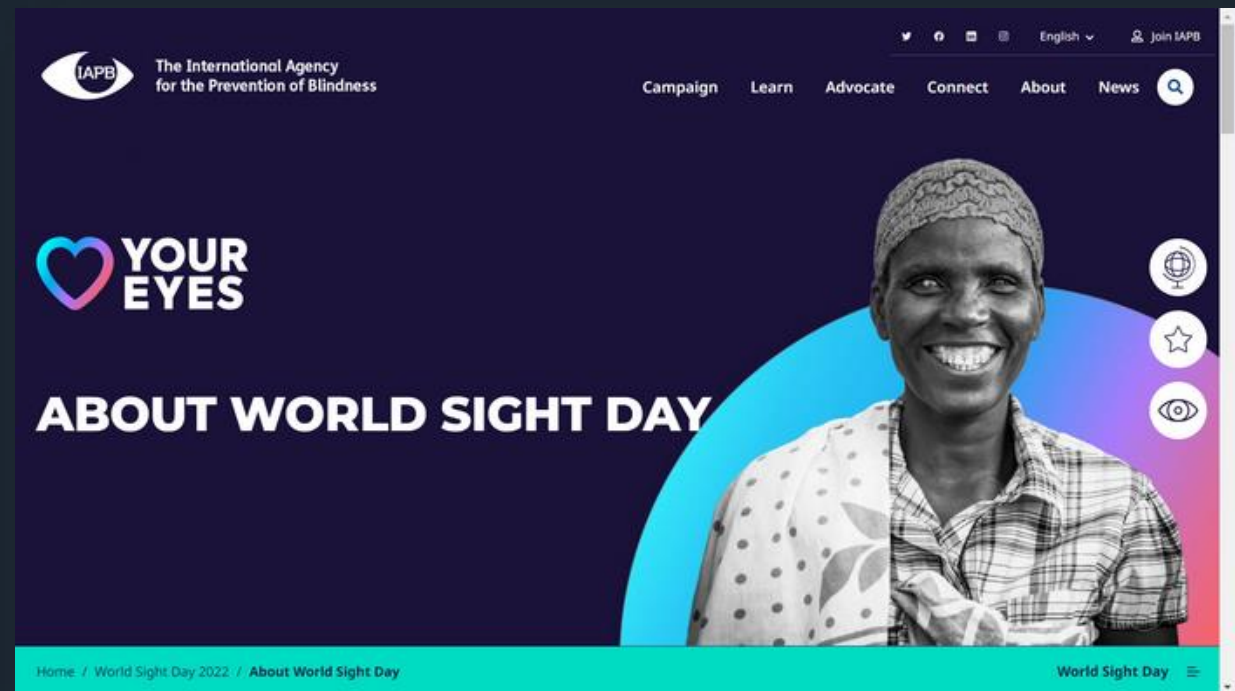 English
Join IAPB
IAPB
The International Agency
for the Prevention of Blindness
Campaign Learn Advocate Connect About News
YOUR
EYES
ABOUT WORLD SIGHT DAY
Home / World Sight Day 2022 / About World Sight Day
World Sight Day